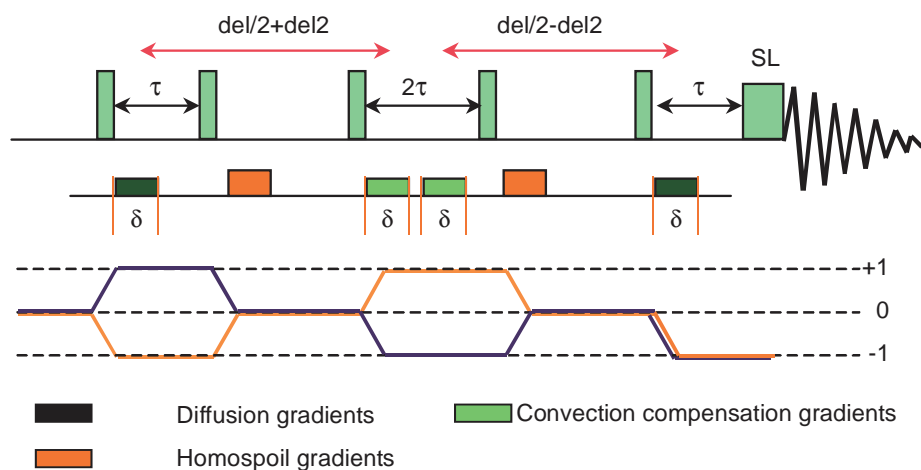 del/2+del2
del/2-del2
SL
τ
2τ
τ
δ
δ
δ
δ
+1
0
-1
Diffusion gradients
Convection compensation gradients
Homospoil gradients